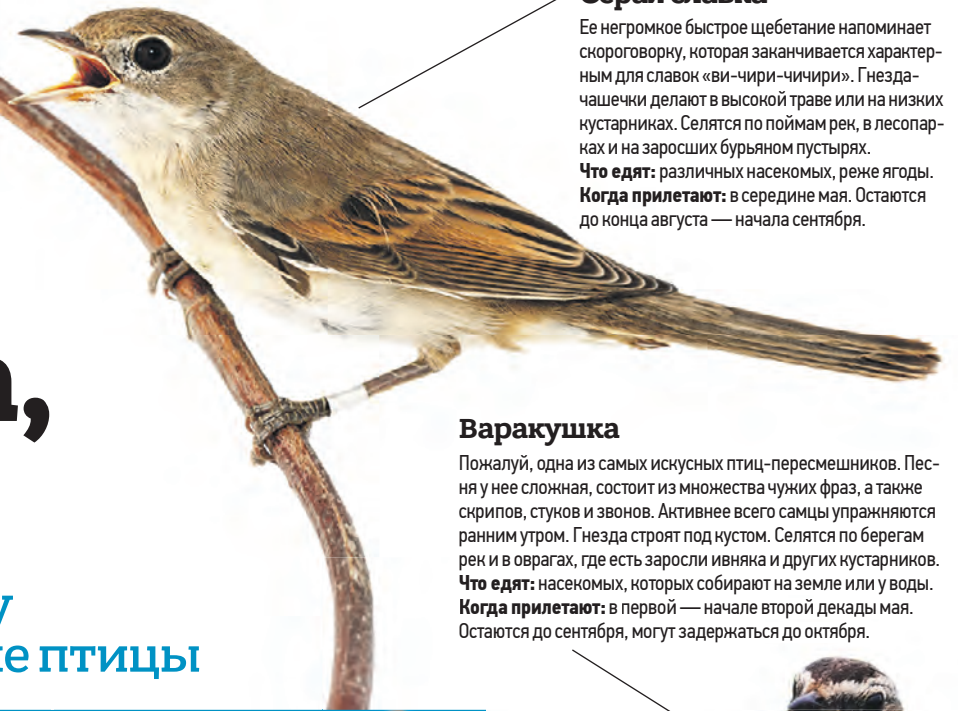 Серая славка
Ее негромкое быстрое щебетание напоминает
скороговорку, которая заканчивается характер-
ным для славок «ви-чири-чичири». Гнезда-
чашечки делают в высокой траве или на низких
кустарниках. Селятся по поймам рек, в лесопар-
ках и на заросших бурьяном пустырях.
Что едят: различных насекомых, реже ягоды.
Когда прилетают: в середине мая. Остаются
до конца августа — начала сентября.
Варакушка
Пожалуй, одна из самых искусных птиц-пересмешников. Пес-
ня у нее сложная, состоит из множества чужих фраз, а также
скрипов, стуков и звонов. Активнее всего самцы упражняются
ранним утром. Гнезда строят под кустом. Селятся по берегам
рек и в оврагах, где есть заросли ивняка и других кустарников.
Что едят: насекомых, которых собирают на земле или у воды.
Когда прилетают: в первой — начале второй декады мая.
Остаются до сентября, могут задержаться до октября.
птицы